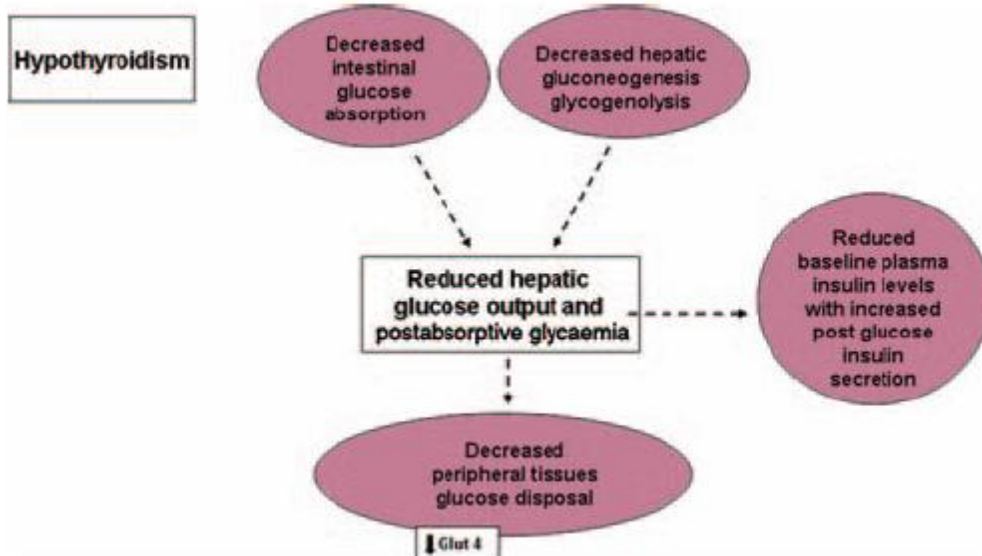 Hypothyroidism
Decreased
intestinal
glucose
absorption
Decreased hepatic
gluconeogenesis
glycogenolysis
Reduced hepatic
glucose output and
postabsorptive glycaemia
Reduced
baseline plasma
insulin levels
with increased
post glucose
insulin
secretion
Decreased
peripheral tissues
glucose disposal
⬇ Glut 4